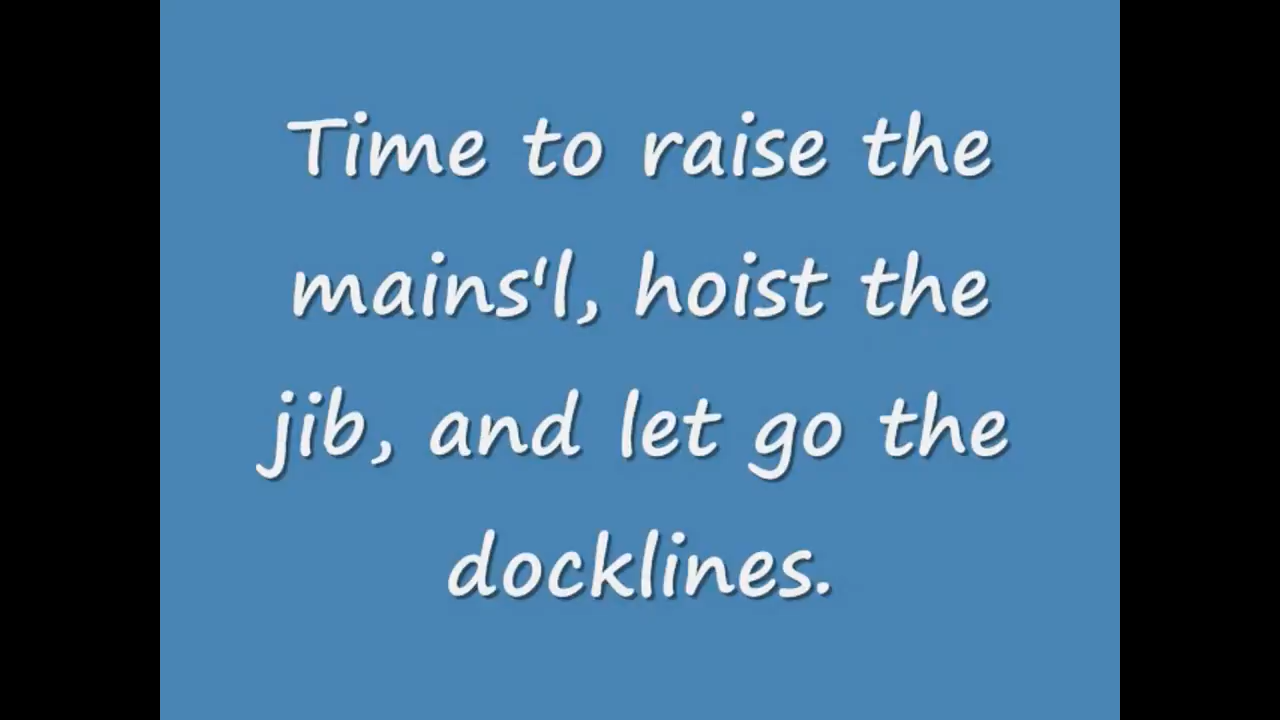 Time to raise the
mains'l, hoist the
jib, and let go the
docklines.